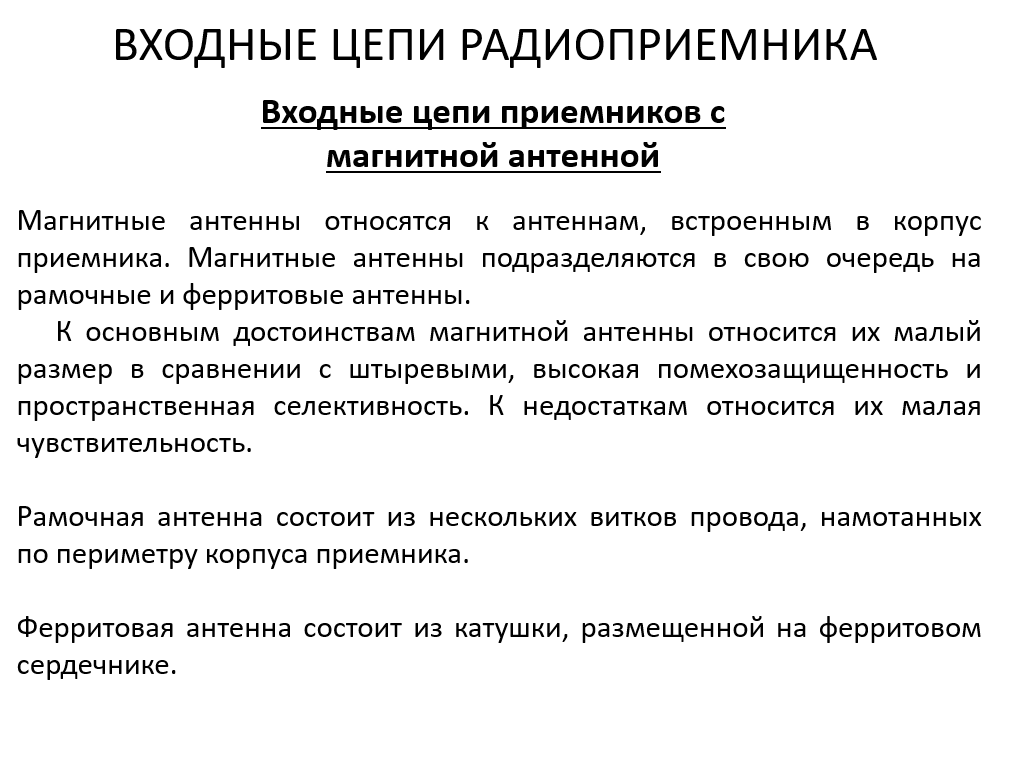 ВХОДНЫЕ ЦЕПИ РАДИОПРИЕМНИКА
Входные цепи приемников с
магнитной антенной
Магнитные антенны относятся к антеннам, встроенным в корпус
приемника. Магнитные антенны подразделяются в свою очередь на
рамочные и ферритовые антенны.
К основным достоинствам магнитной антенны относится их малый
размер в сравнении с штыревыми, высокая помехозащищенность и
пространственная селективность. К недостаткам относится их малая
чувствительность.
Рамочная антенна состоит из нескольких витков провода, намотанных
по периметру корпуса приемника.
Ферритовая антенна состоит из катушки, размещенной на ферритовом
сердечнике.